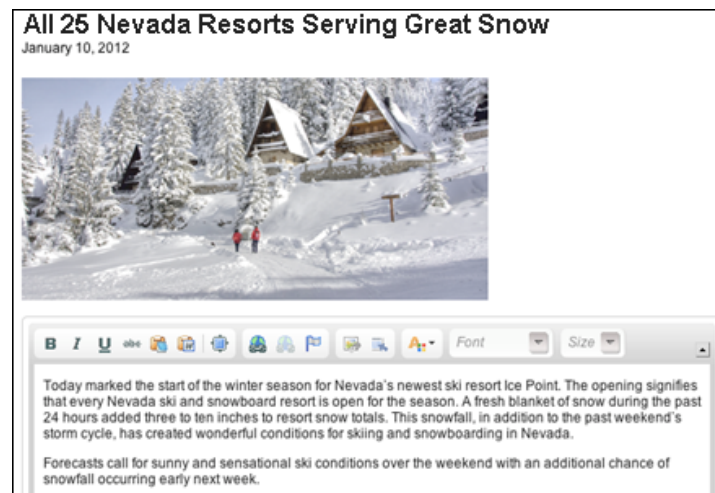 All 25 Nevada Resorts Serving Great Snow
January 10, 2012
B I U abc Font Size
Today marked the start of the winter season for Nevada`s newest ski resort Ice Point. The opening signifies
that every Nevada ski and snowboard resort is open for the season. A fresh blanket of snow during the past
24 hours added three to ten inches to resort snow totals. This snowfall, in addition to the past weekend`s
storm cycle, has created wonderful conditions for skiing and snowboarding in Nevada.
Forecasts call for sunny and sensational ski conditions over the weekend with an additional chance of
snowfall occurring early next week.